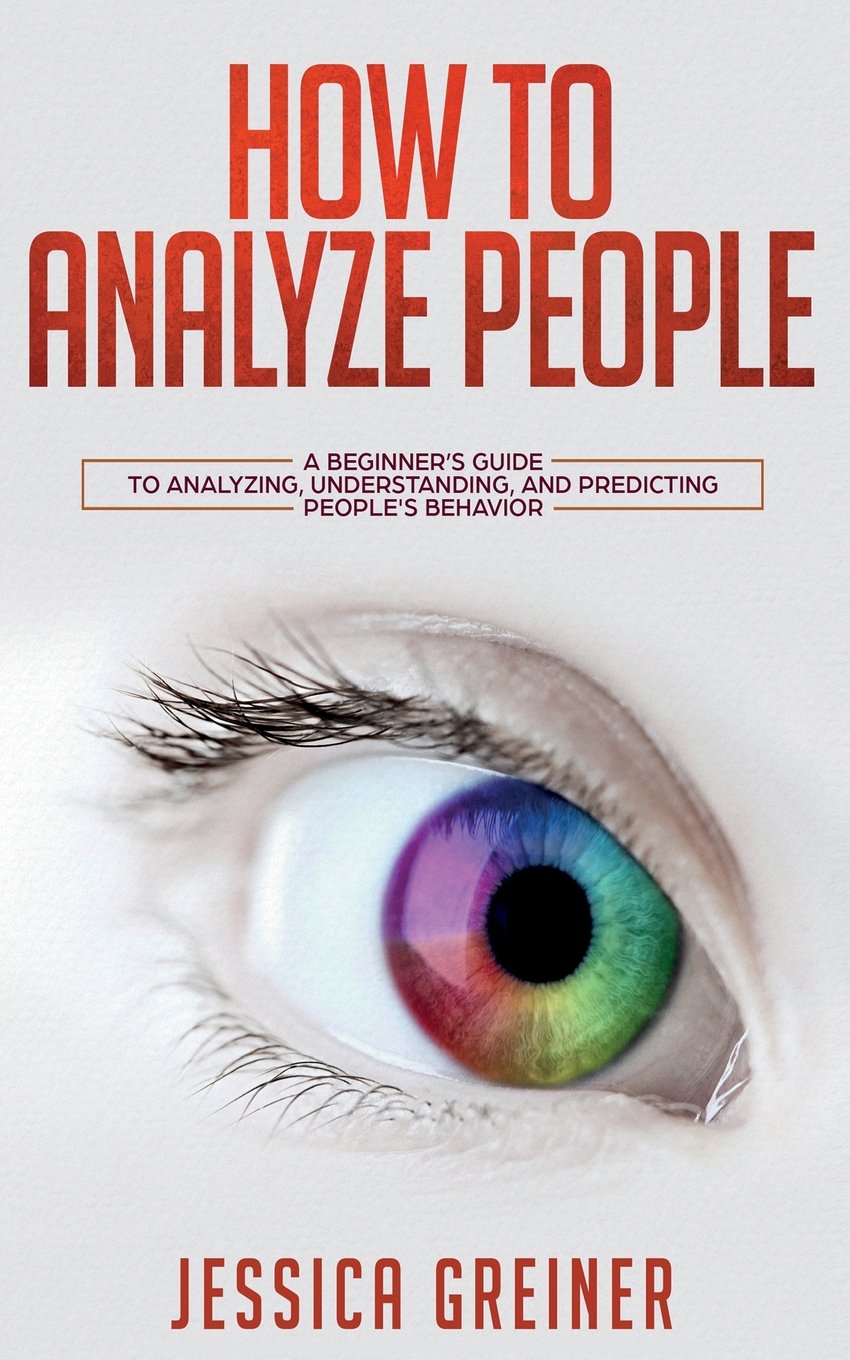 HOW TO
ANALYZE PEOPLE
A BEGINNER’S GUIDE
TO ANALYZING, UNDERSTANDING, AND PREDICTING
PEOPLE'S BEHAVIOR
JESSICA GREINER